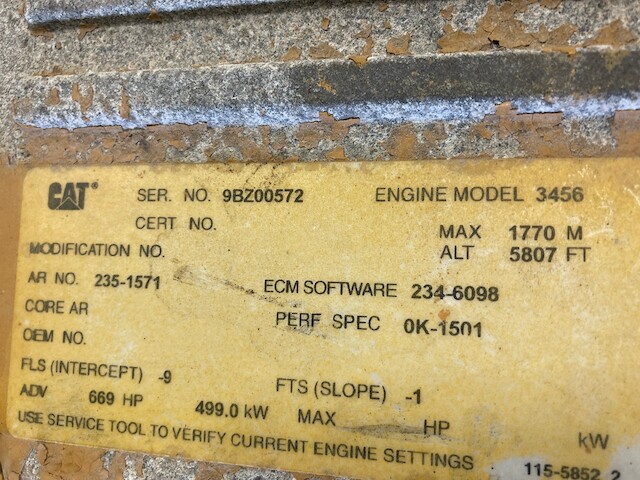 CAT® SER. NO. 9BZ00572 ENGINE MODEL 3456
CERT NO. MAX 1770 M
MODIFICATION NO. ALT 5807 FT
AR NO. 235-1571 ECM SOFTWARE 234-6098
CORE AR PERF SPEC 0K-1501
OEM NO.
FLS (INTERCEPT) -9 FTS (SLOPE) -1
ADV 669 HP 499.0 kW MAX HP kW
USE SERVICE TOOL TO VERIFY CURRENT ENGINE SETTINGS 115-5852 2